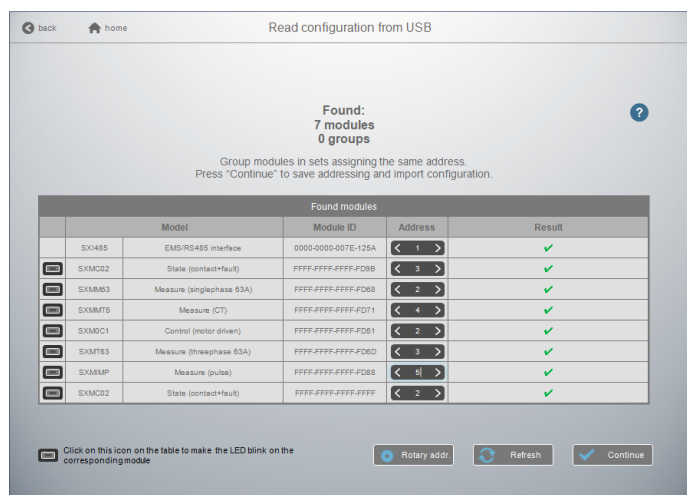 back home Read configuration from USB
Found:
7 modules
0 groups
?
Group modules in sets assigning the same address.
Press "Continue" to save addressing and import configuration.
Found modules
Model Module ID Address Result
SXI485 EMS/RS485 interface 0000-0000-007E-125A 1
SXMC02 State (contact+fault) FFFF-FFFF-FFFF-FD9B 3
SXMM63 Measure (singlephase 63A) FFFF-FFFF-FFFF-FD68 2
SXMMT5 Measure (CT) FFFF-FFFF-FFFF-FD71 4
SXM0C1 Control (motor driven) FFFF-FFFF-FFFF-FD51 2
SXMT63 Measure (threephase 63A) FFFF-FFFF-FFFF-FD6D 3
SXMIMP Measure (pulse) FFFF-FFFF-FFFF-FD88 5
SXMC02 State (contact+fault) FFFF-FFFF-FFFF-FFFF 2
Click on this icon on the table to make the LED blink on the
corresponding module
Rotary addr. Refresh Continue